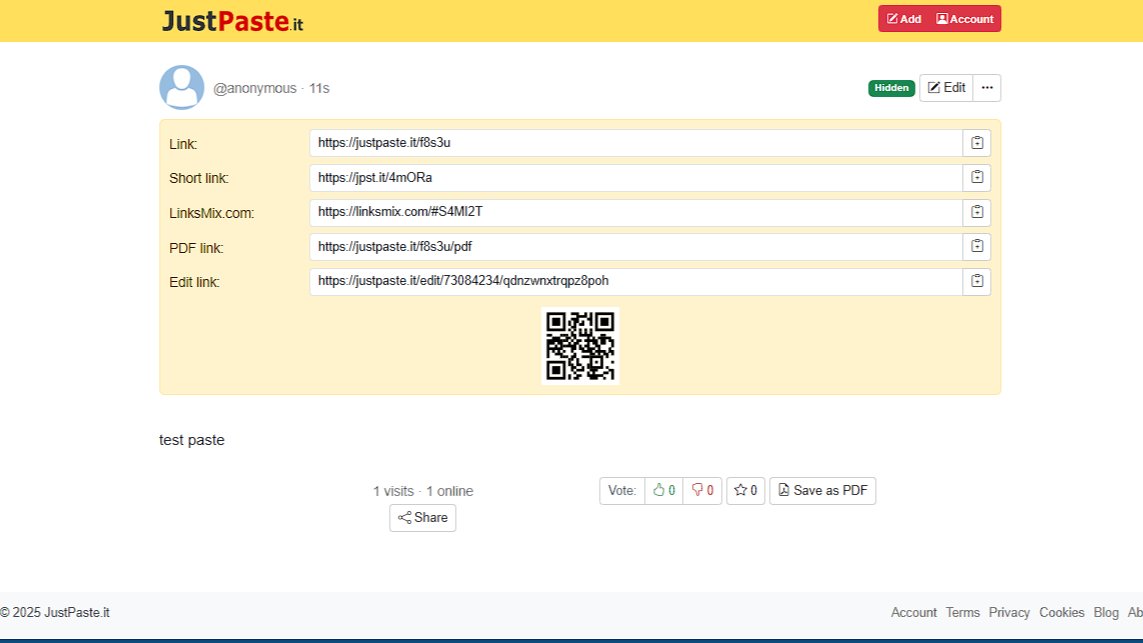 JustPaste.it
Add Account
@anonymous · 11s
Hidden Edit
Link: https://justpaste.it/f8s3u
Short link: https://jpst.it/4mORa
LinksMix.com: https://linksmix.com/#S4MI2T
PDF link: https://justpaste.it/f8s3u/pdf
Edit link: https://justpaste.it/edit/73084234/qdnzwnxtrqpz8poh
test paste
1 visits · 1 online
Share
Vote: 0 0 0 Save as PDF
© 2025 JustPaste.it
Account Terms Privacy Cookies Blog Ab